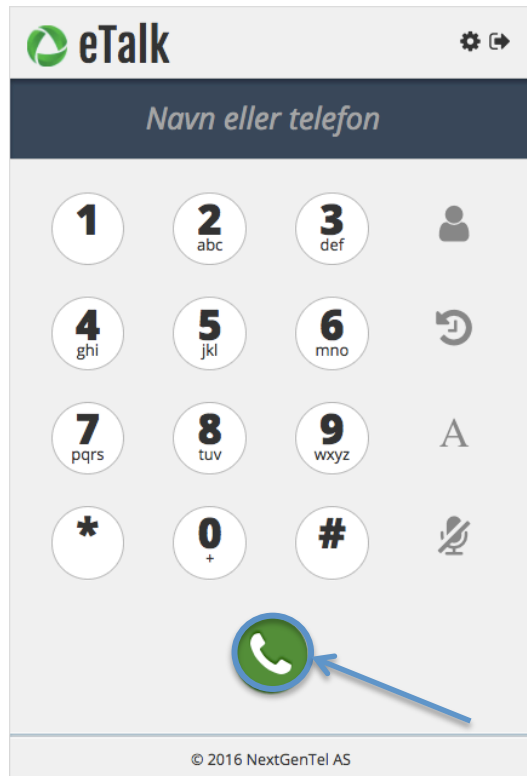 eTalk
Navn eller telefon
1 2 3
abc def
4 5 6
ghi jkl mno
A
7 8 9
pqrs tuv wxyz
* 0 #
+
© 2016 NextGenTel AS